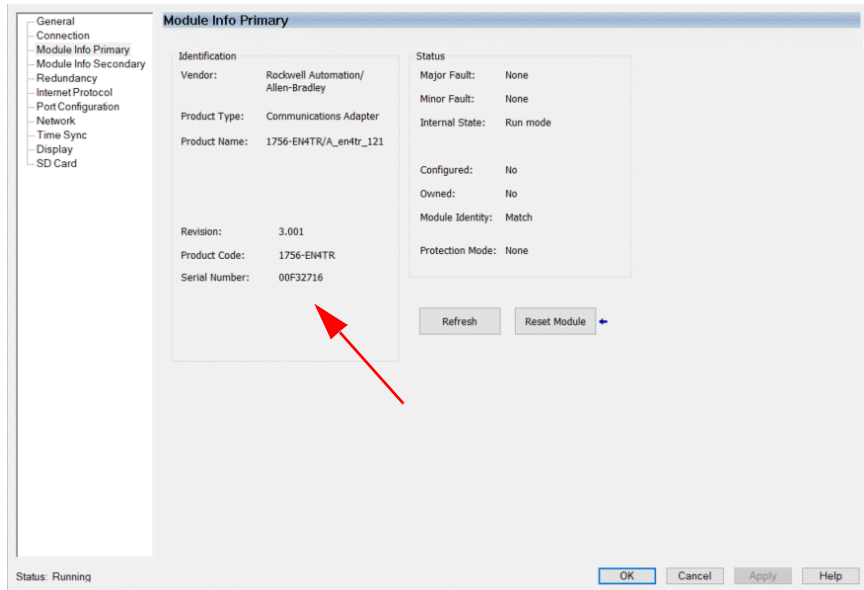 General
Connection
Module Info Primary
Module Info Secondary
Redundancy
Internet Protocol
Port Configuration
Network
Time Sync
Display
SD Card
Module Info Primary
Identification
Vendor: Rockwell Automation/
Allen-Bradley
Product Type: Communications Adapter
Product Name: 1756-EN4TR/A_en4tr_121
Revision: 3.001
Product Code: 1756-EN4TR
Serial Number: 00F32716
Status
Major Fault: None
Minor Fault: None
Internal State: Run mode
Configured: No
Owned: No
Module Identity: Match
Protection Mode: None
Refresh
Reset Module
Status: Running
OK
Cancel
Apply
Help